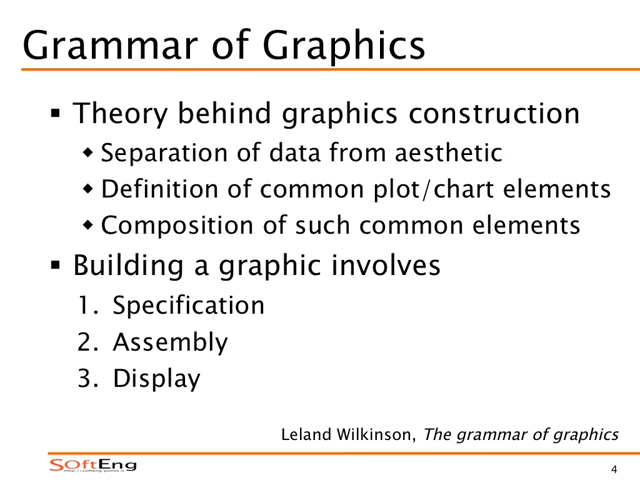 Grammar of Graphics
▪ Theory behind graphics construction
◆ Separation of data from aesthetic
◆ Definition of common plot/chart elements
◆ Composition of such common elements
▪ Building a graphic involves
1. Specification
2. Assembly
3. Display
Leland Wilkinson, The grammar of graphics
SOftEng
4